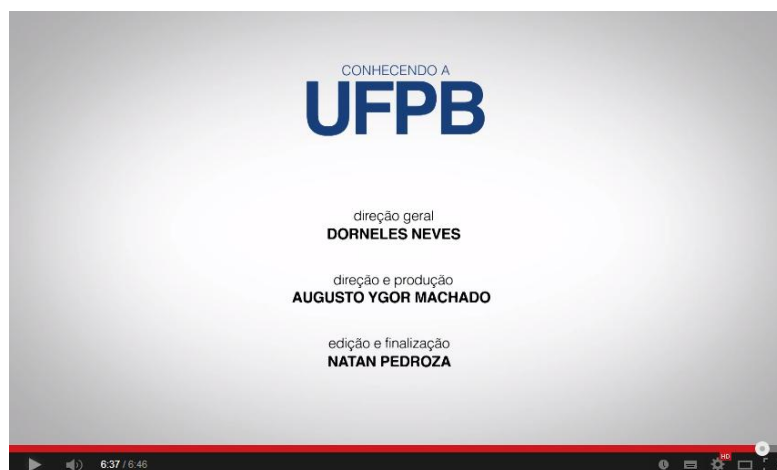 CONHECENDO A
UFPB
direção geral
DORNELES NEVES
direção e produção
AUGUSTO YGOR MACHADO
edição e finalização
NATAN PEDROZA
6:37 / 6:46
HD